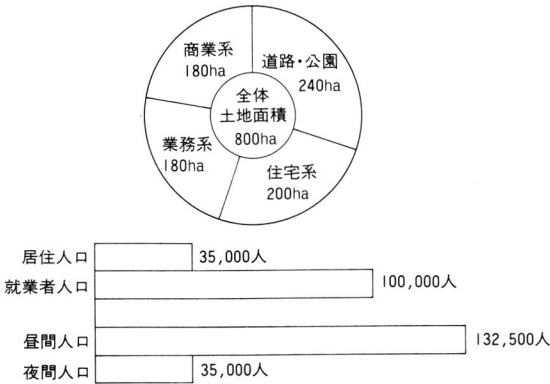 商業系
180ha
道路・公園
240ha
全体
土地面積
800ha
業務系
180ha
住宅系
200ha
居住人口
35,000人
就業者人口
100,000人
昼間人口
132,500人
夜間人口
35,000人